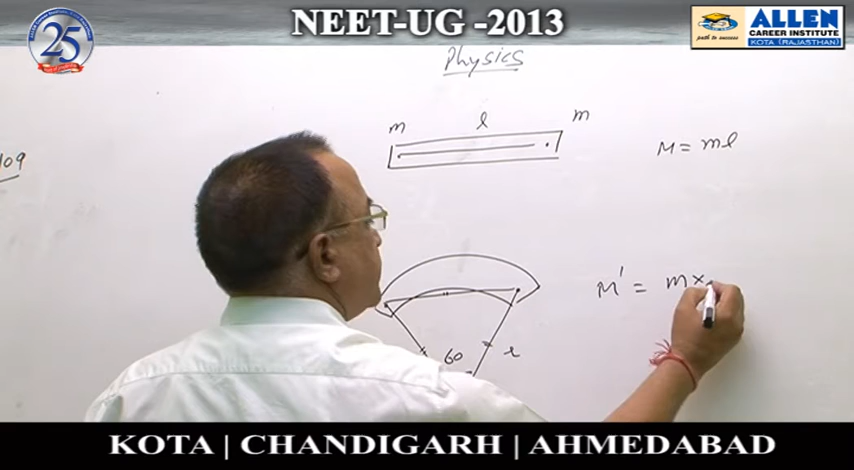 NEET-UG -2013
25
ALLEN
CAREER INSTITUTE
KOTA (RAJASTHAN)
path to success
Physics
m l m
M = ml
109
M' = m×
60 r
KOTA | CHANDIGARH | AHMEDABAD